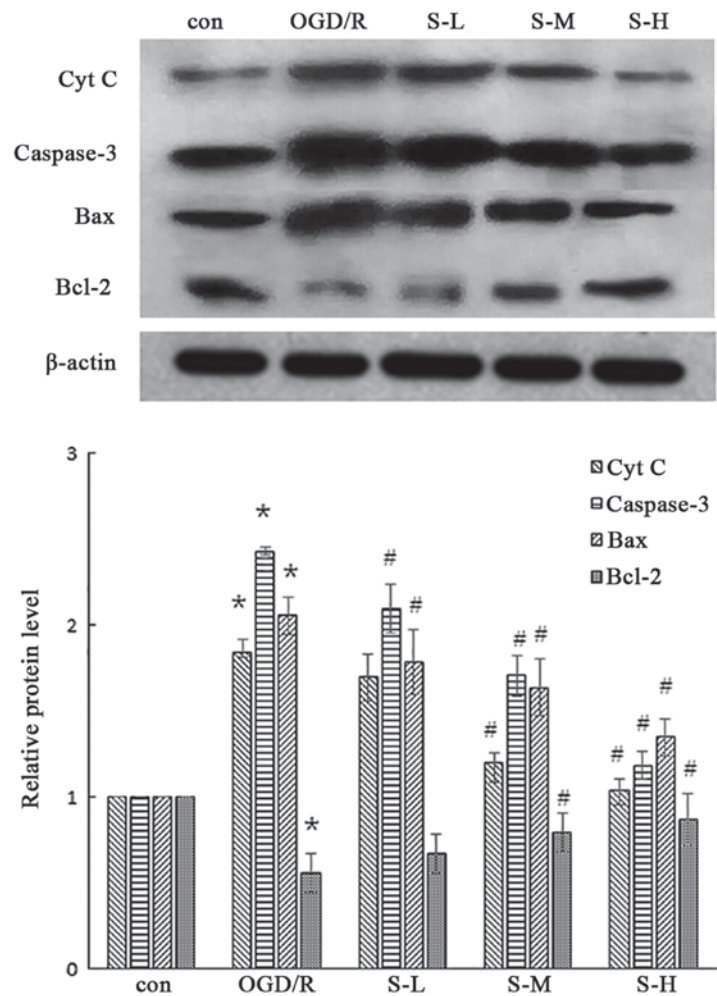 con OGD/R S-L S-M S-H
Cyt C
Caspase-3
Bax
Bcl-2
β-actin
3
2
1
0
Relative protein level
Cyt C
Caspase-3
Bax
Bcl-2
* * * *
# #
# # # #
# # # #
con OGD/R S-L S-M S-H